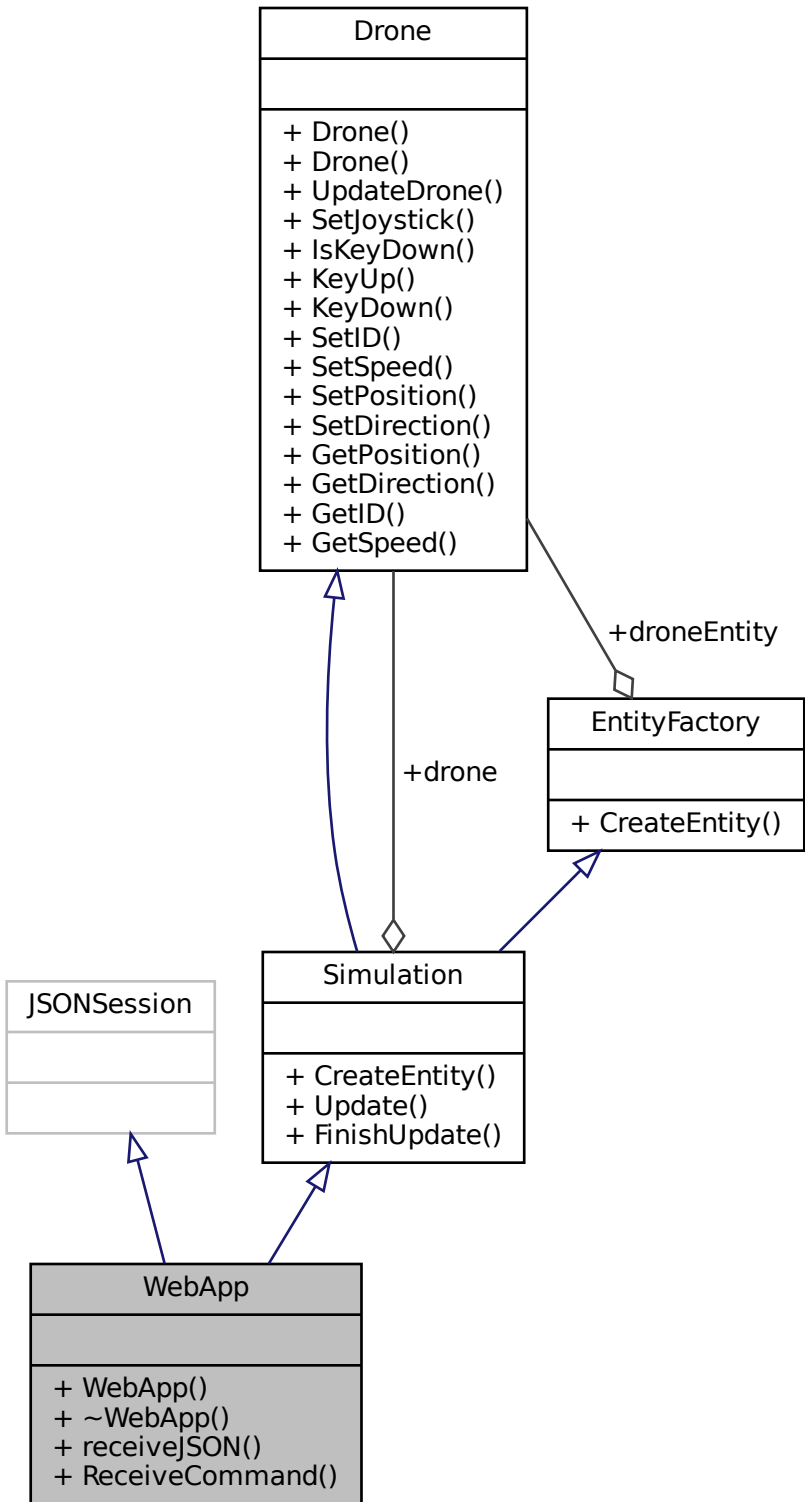 Drone
+ Drone()
+ Drone()
+ UpdateDrone()
+ SetJoystick()
+ IsKeyDown()
+ KeyUp()
+ KeyDown()
+ SetID()
+ SetSpeed()
+ SetPosition()
+ SetDirection()
+ GetPosition()
+ GetDirection()
+ GetID()
+ GetSpeed()
+droneEntity
EntityFactory
+ CreateEntity()
+drone
Simulation
+ CreateEntity()
+ Update()
+ FinishUpdate()
JSONSession
WebApp
+ WebApp()
+ ~WebApp()
+ receiveJSON()
+ ReceiveCommand()